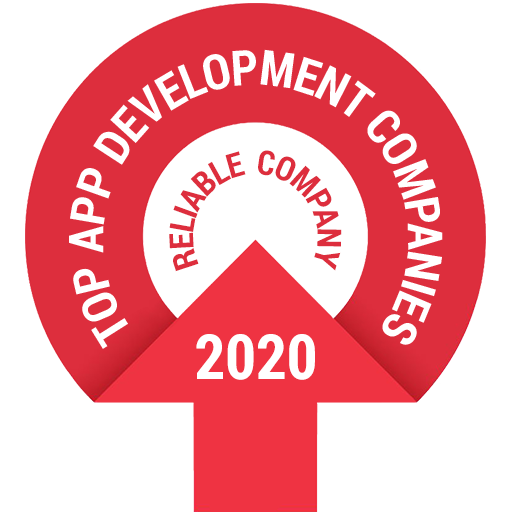 TOP APP DEVELOPMENT COMPANIES
RELIABLE COMPANY
2020